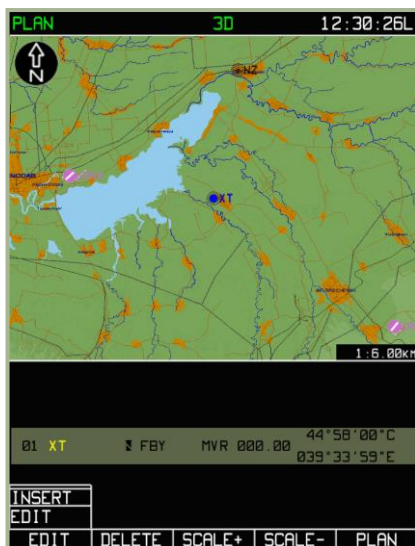 PLAN 3D 12:30:26L
N
NZ
XT
1:6.00км
01 XT FBY MVR 000.00 44°58'00"C
039°33'59"E
INSERT
EDIT
EDIT DELETE SCALE+ SCALE- PLAN